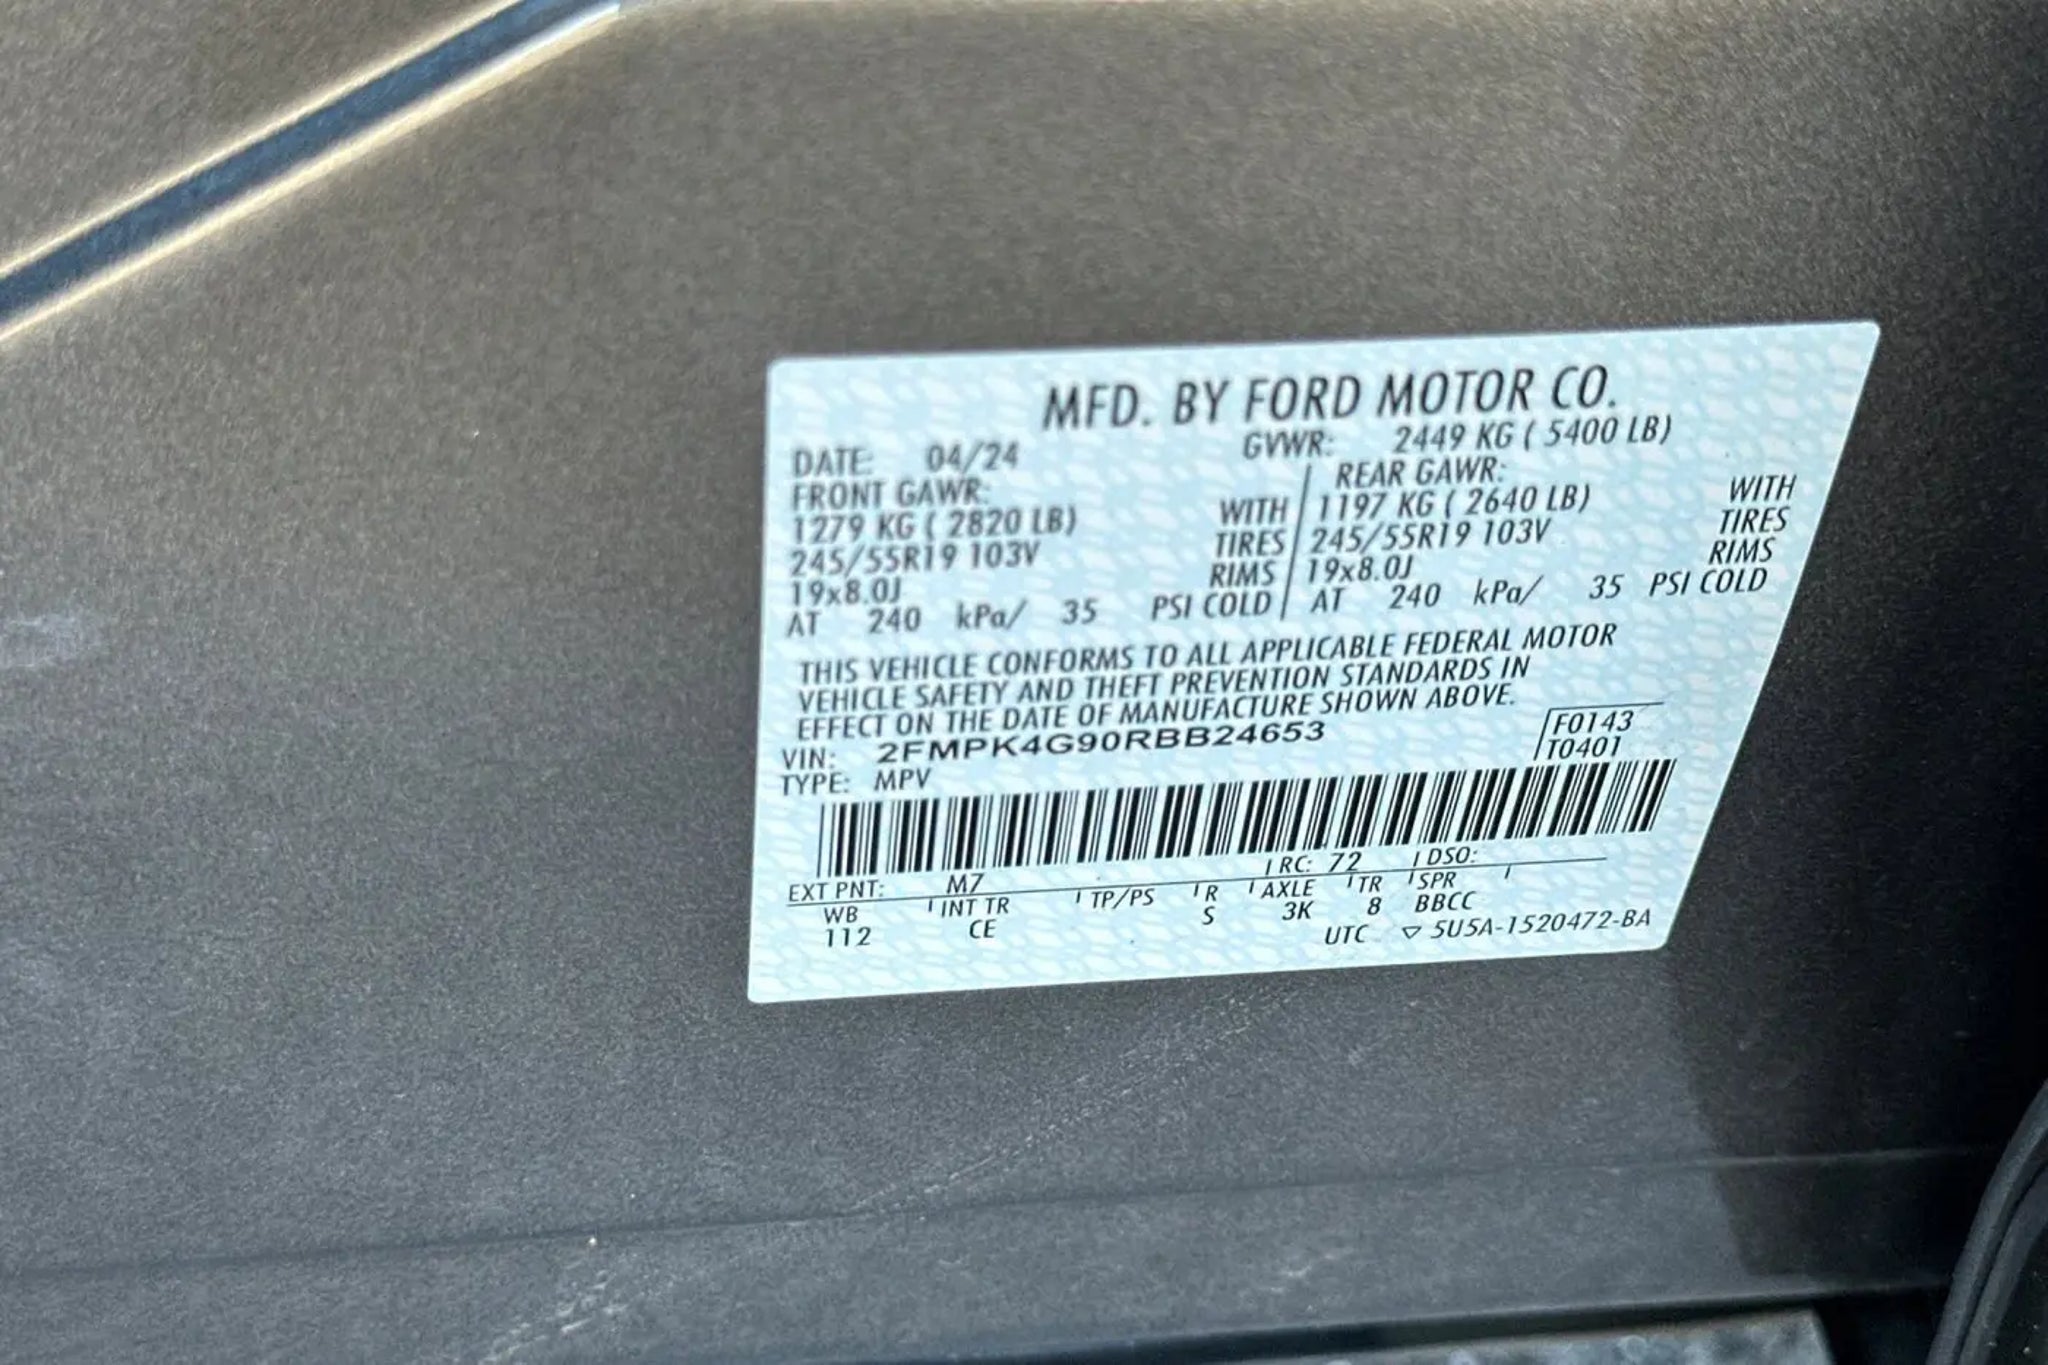 MFD. BY FORD MOTOR CO.
DATE: 04/24 GVWR: 2449 KG ( 5400 LB)
FRONT GAWR: REAR GAWR:
1279 KG ( 2820 LB) WITH 1197 KG ( 2640 LB) WITH
245/55R19 103V TIRES 245/55R19 103V TIRES
19x8.0J RIMS 19x8.0J RIMS
AT 240 kPa/ 35 PSI COLD AT 240 kPa/ 35 PSI COLD
THIS VEHICLE CONFORMS TO ALL APPLICABLE FEDERAL MOTOR
VEHICLE SAFETY AND THEFT PREVENTION STANDARDS IN
EFFECT ON THE DATE OF MANUFACTURE SHOWN ABOVE.
VIN: 2FMPK4G90RBB24653 F0143
TYPE: MPV T0401
EXT PNT: M7 RC: 72 DSO:
WB INT TR TP/PS R AXLE TR SPR
112 CE S 3K 8 BBCC
UTC ▽ 5U5A-1520472-BA